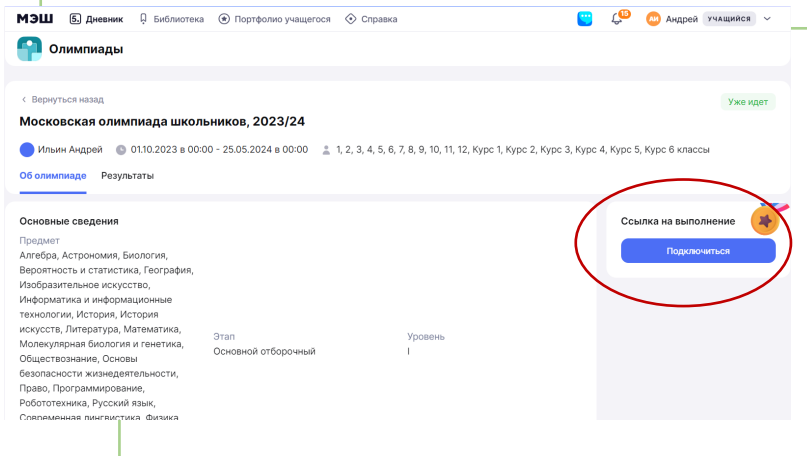 МЭШ 5. Дневник Библиотека Портфолио учащегося Справка 15 АИ Андрей УЧАЩИЙСЯ
Олимпиады
Вернуться назад
Уже идет
Московская олимпиада школьников, 2023/24
Ильин Андрей 01.10.2023 в 00:00 - 25.05.2024 в 00:00 1, 2, 3, 4, 5, 6, 7, 8, 9, 10, 11, 12, Курс 1, Курс 2, Курс 3, Курс 4, Курс 5, Курс 6 классы
Об олимпиаде Результаты
Основные сведения
Предмет
Алгебра, Астрономия, Биология,
Вероятность и статистика, География,
Изобразительное искусство,
Информатика и информационные
технологии, История, История
искусств, Литература, Математика,
Молекулярная биология и генетика,
Обществознание, Основы
безопасности жизнедеятельности,
Право, Программирование,
Робототехника, Русский язык,
Современная лингвистика, Физика
Этап
Основной отборочный
Уровень
I
Ссылка на выполнение
Подключиться